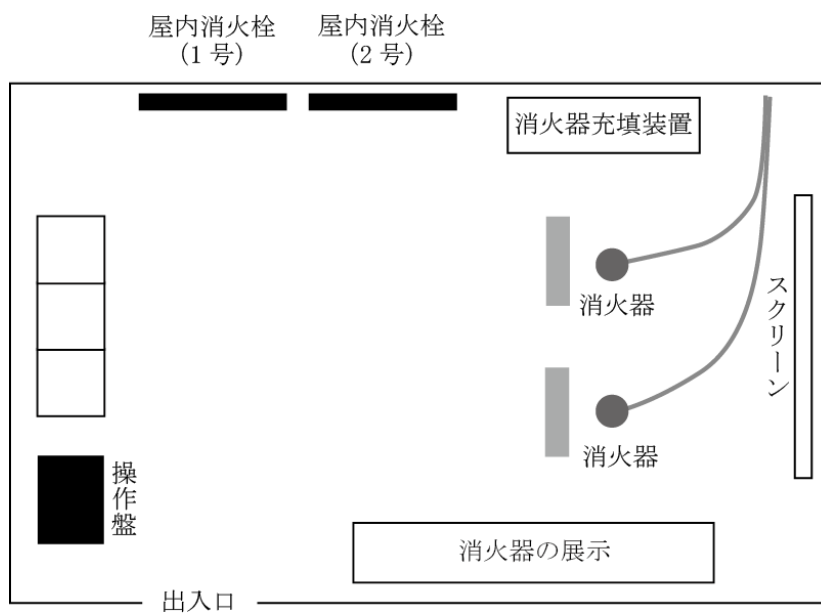 屋内消火栓
(1号)
屋内消火栓
(2号)
消火器充填装置
消火器
スクリーン
消火器
操作盤
消火器の展示
出入口